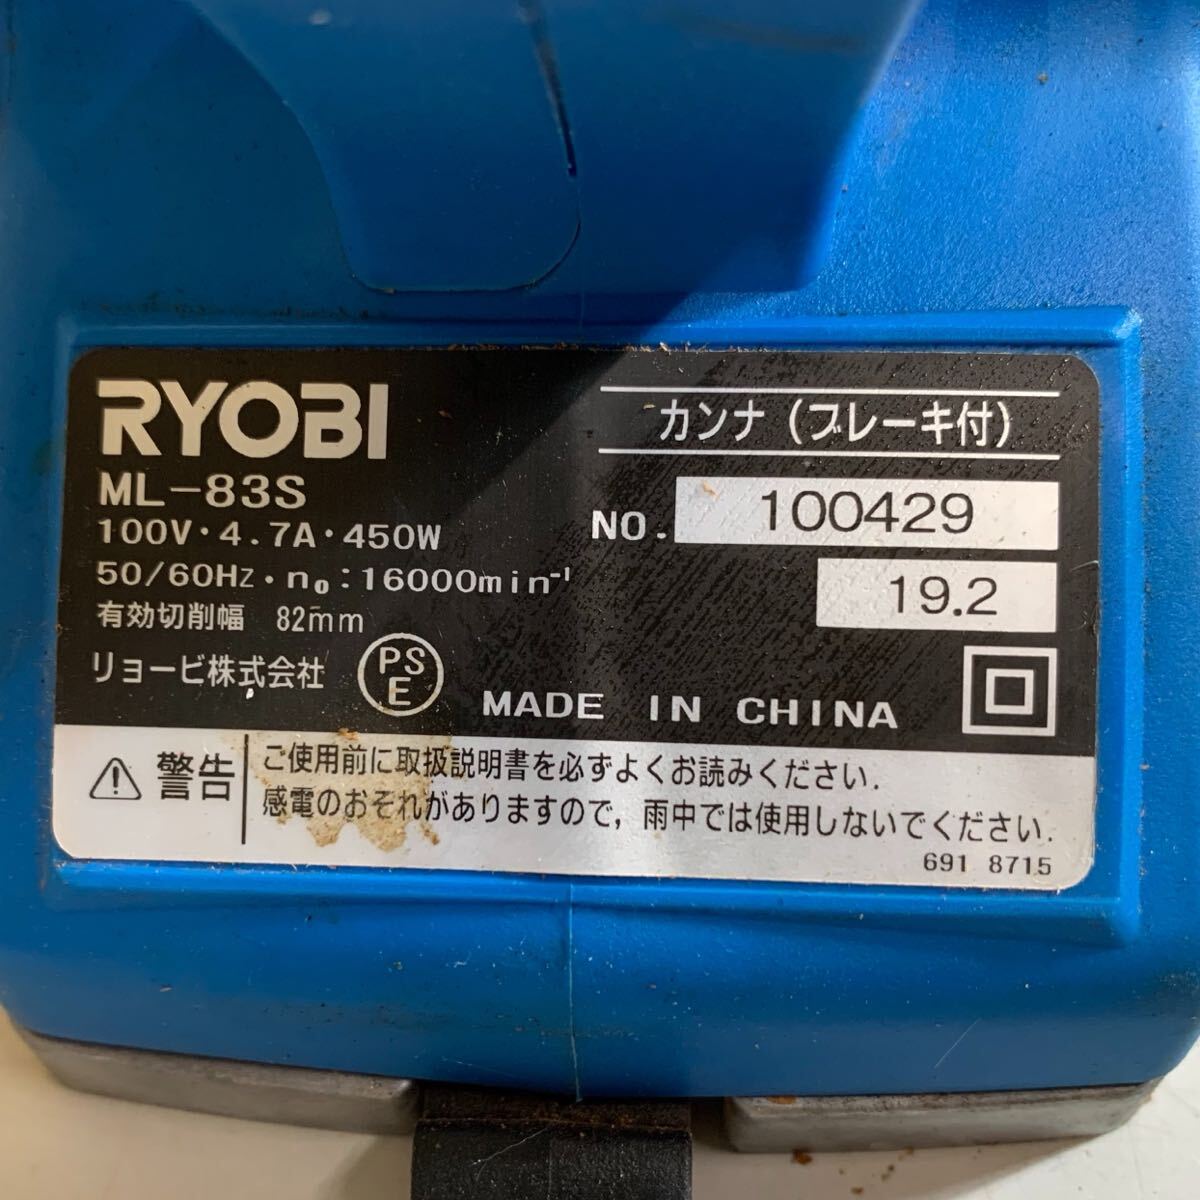 RYOBI
ML-83S
100V・4.7A・450W
50/60Hz・n₀:16000min⁻¹
有効切削幅 82mm
リョービ株式会社
PS
E
カンナ（ブレーキ付）
NO. 100429
19.2
MADE IN CHINA
⚠ 警告
ご使用前に取扱説明書を必ずよくお読みください.
感電のおそれがありますので, 雨中では使用しないでください.
691 8715